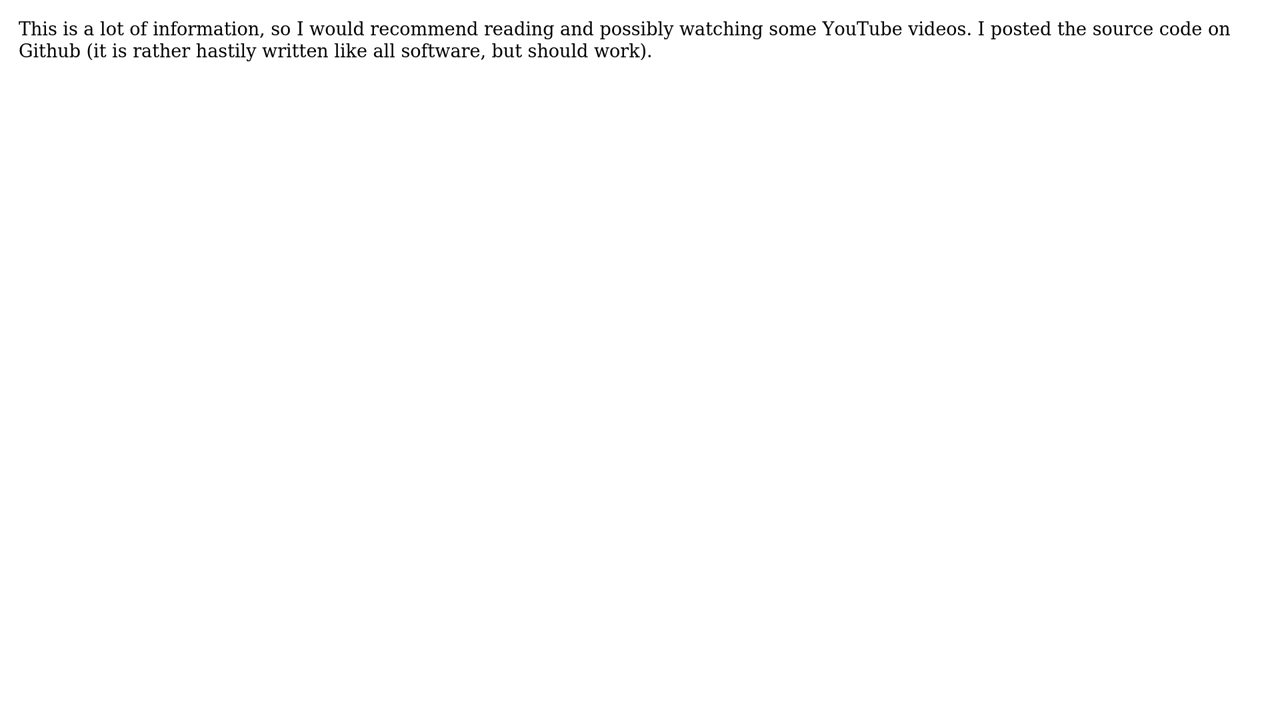 This is a lot of information, so I would recommend reading and possibly watching some YouTube videos. I posted the source code on
Github (it is rather hastily written like all software, but should work).